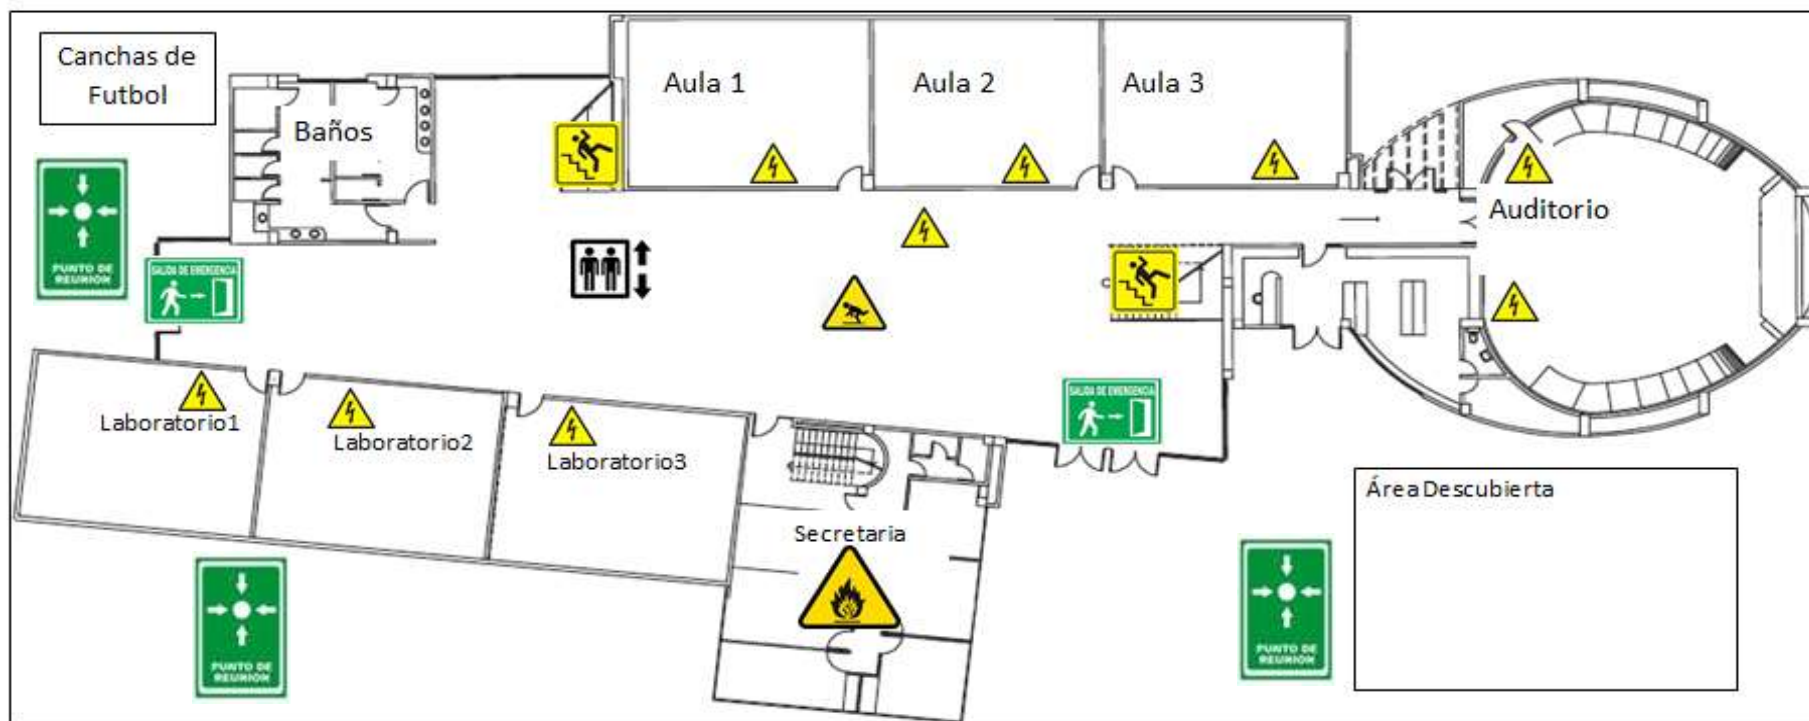 Canchas de
Futbol
Baños
Aula 1
Aula 2
Aula 3
Auditorio
PUNTO DE
REUNIÓN
SALIDA DE EMERGENCIA
SALIDA DE EMERGENCIA
Laboratorio1
Laboratorio2
Laboratorio3
Secretaria
Área Descubierta
PUNTO DE
REUNIÓN
PUNTO DE
REUNIÓN